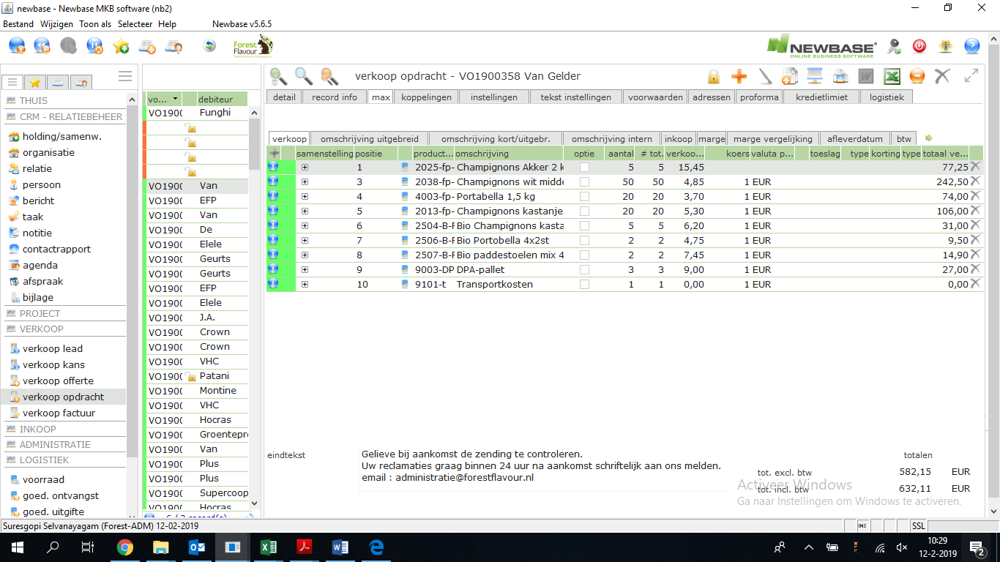 newbase - Newbase MKB software (nb2)
Bestand Wijzigen Toon als Selecteer Help Newbase v5.6.5
Forest Flavour
NEWBASE
ONLINE BUSINESS SOFTWARE
verkoop opdracht - VO1900358 Van Gelder
detail record info max koppelingen instellingen tekst instellingen voorwaarden adressen proforma kredietlimiet logistiek
THUIS
CRM - RELATIEBEHEER
holding/samenw.
organisatie
relatie
persoon
bericht
taak
notitie
contactrapport
agenda
afspraak
bijlage
PROJECT
VERKOOP
verkoop lead
verkoop kans
verkoop offerte
verkoop opdracht
verkoop factuur
INKOOP
ADMINISTRATIE
LOGISTIEK
voorraad
goed. ontvangst
goed. uitgifte
vo... debiteur
VO1900 Funghi
VO1900 Van
VO1900 EFP
VO1900 Van
VO1900 De
VO1900 Elele
VO1900 Geurts
VO1900 Geurts
VO1900 EFP
VO1900 Elele
VO1900 J.A.
VO1900 Crown
VO1900 Crown
VO1900 VHC
VO1900 Patani
VO1900 Montine
VO1900 VHC
VO1900 Hocras
VO1900 Groentepr
VO1900 Van
VO1900 Plus
VO1900 Plus
VO1900 Supercoop
VO1900 Hocras
verkoop omschrijving uitgebreid omschrijving kort/uitgebr. omschrijving intern inkoop marge marge vergelijking afleverdatum btw
samenstelling positie product... omschrijving optie aantal # tot. verkoo... koers valuta p... toeslag type korting type totaal ve...
1 2025-fp- Champignons Akker 2 k 5 5 15,45 77,25
3 2038-fp- Champignons wit midde 50 50 4,85 1 EUR 242,50
4 4003-fp- Portabella 1,5 kg 20 20 3,70 1 EUR 74,00
5 2013-fp- Champignons kastanje 20 20 5,30 1 EUR 106,00
6 2504-B-F Bio Champignons kasta 5 5 6,20 1 EUR 31,00
7 2506-B-F Bio Portobella 4x2st 2 2 4,75 1 EUR 9,50
8 2507-B-F Bio paddestoelen mix 4 2 2 7,45 1 EUR 14,90
9 9003-DP DPA-pallet 3 3 9,00 1 EUR 27,00
10 9101-t Transportkosten 1 1 0,00 1 EUR 0,00
eindtekst
Gelieve bij aankomst de zending te controleren.
Uw reclamaties graag binnen 24 uur na aankomst schriftelijk aan ons melden.
email : administratie@forestflavour.nl
totalen
tot. excl. btw 582,15 EUR
tot. incl. btw 632,11 EUR
Activeer Windows
Ga naar Instellingen om Windows te activeren.
Suresgopi Selvanayagam (Forest-ADM) 12-02-2019
INS SSL
10:29
12-2-2019
2